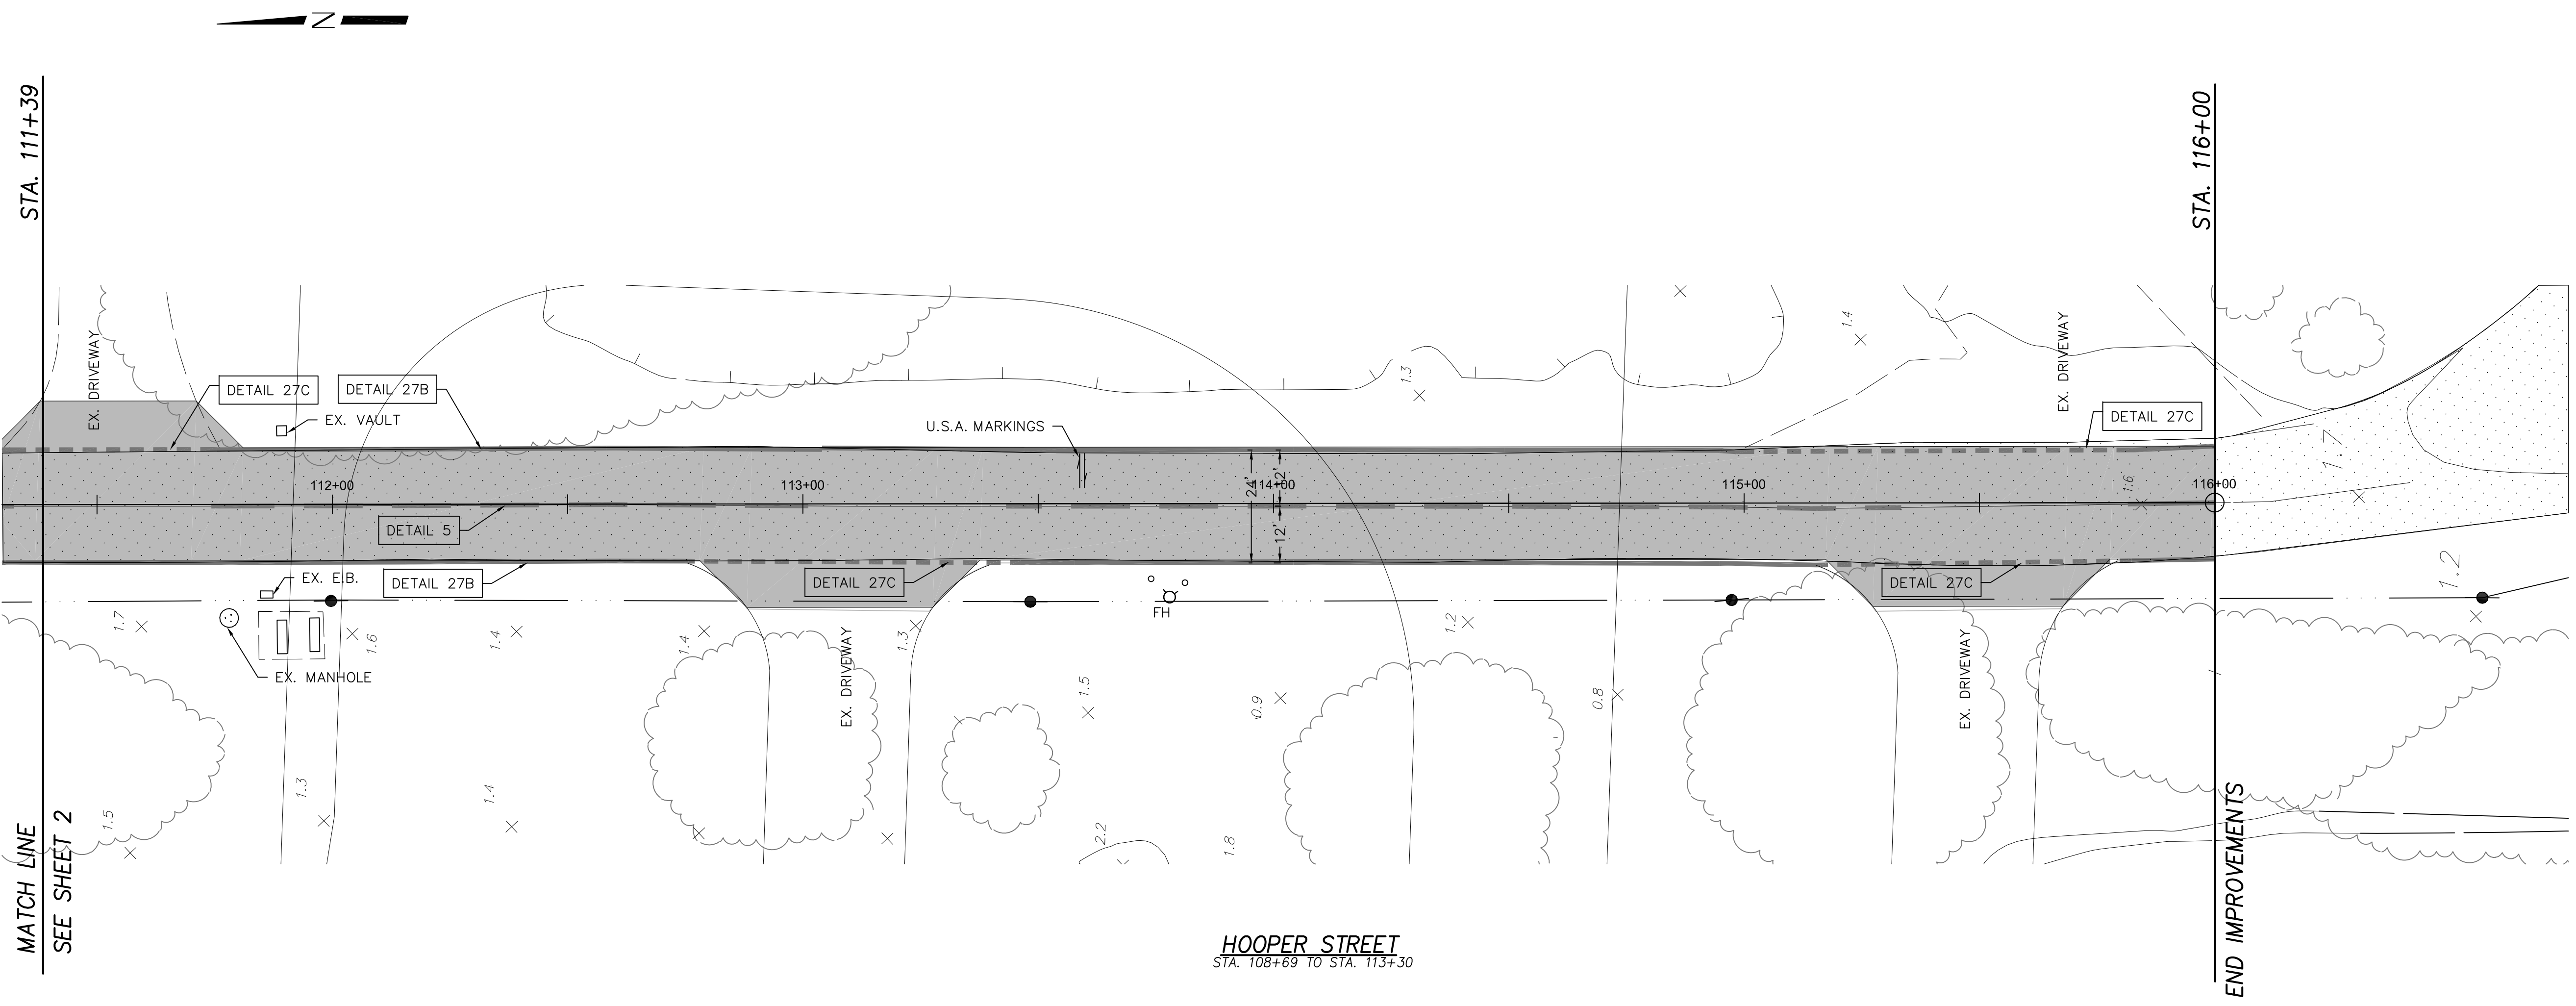 N
STA. 111+39
STA. 116+00
EX. DRIVEWAY
EX. DRIVEWAY
1.4
1.3
DETAIL 27C
DETAIL 27B
EX. VAULT
U.S.A. MARKINGS
DETAIL 27C
1.7
112+00
113+00
24'
12'
114+00
115+00
1.6
116+00
DETAIL 5
12'
EX. E.B.
DETAIL 27B
DETAIL 27C
DETAIL 27C
1.2
FH
1.7
1.6
1.4
1.4
1.3
1.2
EX. MANHOLE
EX. DRIVEWAY
EX. DRIVEWAY
1.5
0.9
0.8
1.3
1.4
1.5
2.2
1.8
MATCH LINE
SEE SHEET 2
END IMPROVEMENTS
HOOPER STREET
STA. 108+69 TO STA. 113+30